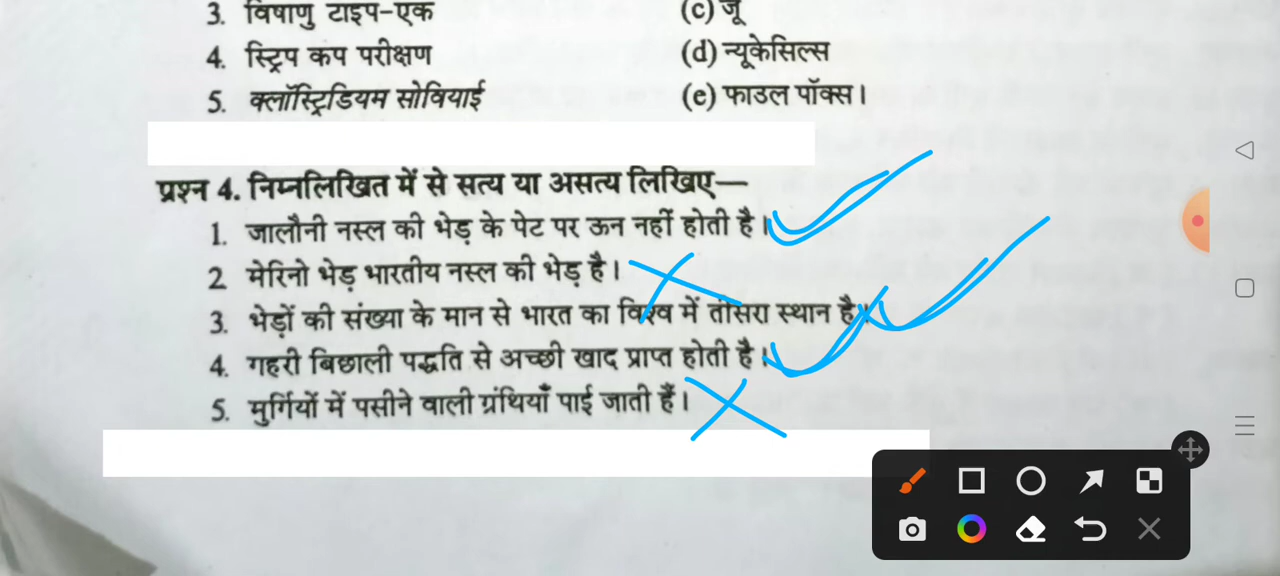 3. विषाणु टाइप-एक (c) जू
4. स्ट्रिप कप परीक्षण (d) न्यूकेसिल्स
5. क्लॉस्ट्रिडियम सोवियाई (e) फाउल पॉक्स।
प्रश्न 4. निम्नलिखित में से सत्य या असत्य लिखिए—
1. जालौनी नस्ल की भेड़ के पेट पर ऊन नहीं होती है।
2 मेरिनो भेड़ भारतीय नस्ल की भेड़ है।
3. भेड़ों की संख्या के मान से भारत का विश्व में तीसरा स्थान है।
4. गहरी बिछाली पद्धति से अच्छी खाद प्राप्त होती है।
5. मुर्गियों में पसीने वाली ग्रंथियाँ पाई जाती हैं।